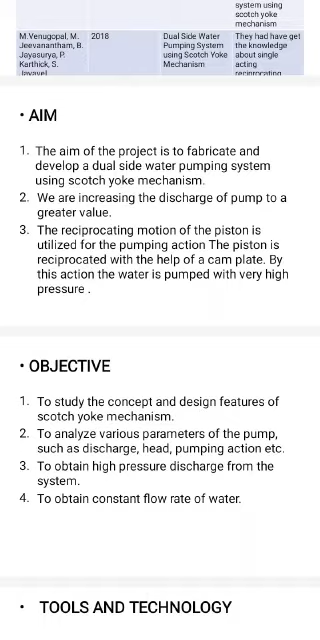 system using
scotch yoke
mechanism
M.Venugopal, M.
Jeevanantham, B.
Jayasurya, P.
Karthick, S.
Jayavel
2018
Dual Side Water
Pumping System
using Scotch Yoke
Mechanism
They had have get
the knowledge
about single
acting
reciprocating
• AIM
1. The aim of the project is to fabricate and
develop a dual side water pumping system
using scotch yoke mechanism.
2. We are increasing the discharge of pump to a
greater value.
3. The reciprocating motion of the piston is
utilized for the pumping action The piston is
reciprocated with the help of a cam plate. By
this action the water is pumped with very high
pressure .
• OBJECTIVE
1. To study the concept and design features of
scotch yoke mechanism.
2. To analyze various parameters of the pump,
such as discharge, head, pumping action etc.
3. To obtain high pressure discharge from the
system.
4. To obtain constant flow rate of water.
• TOOLS AND TECHNOLOGY